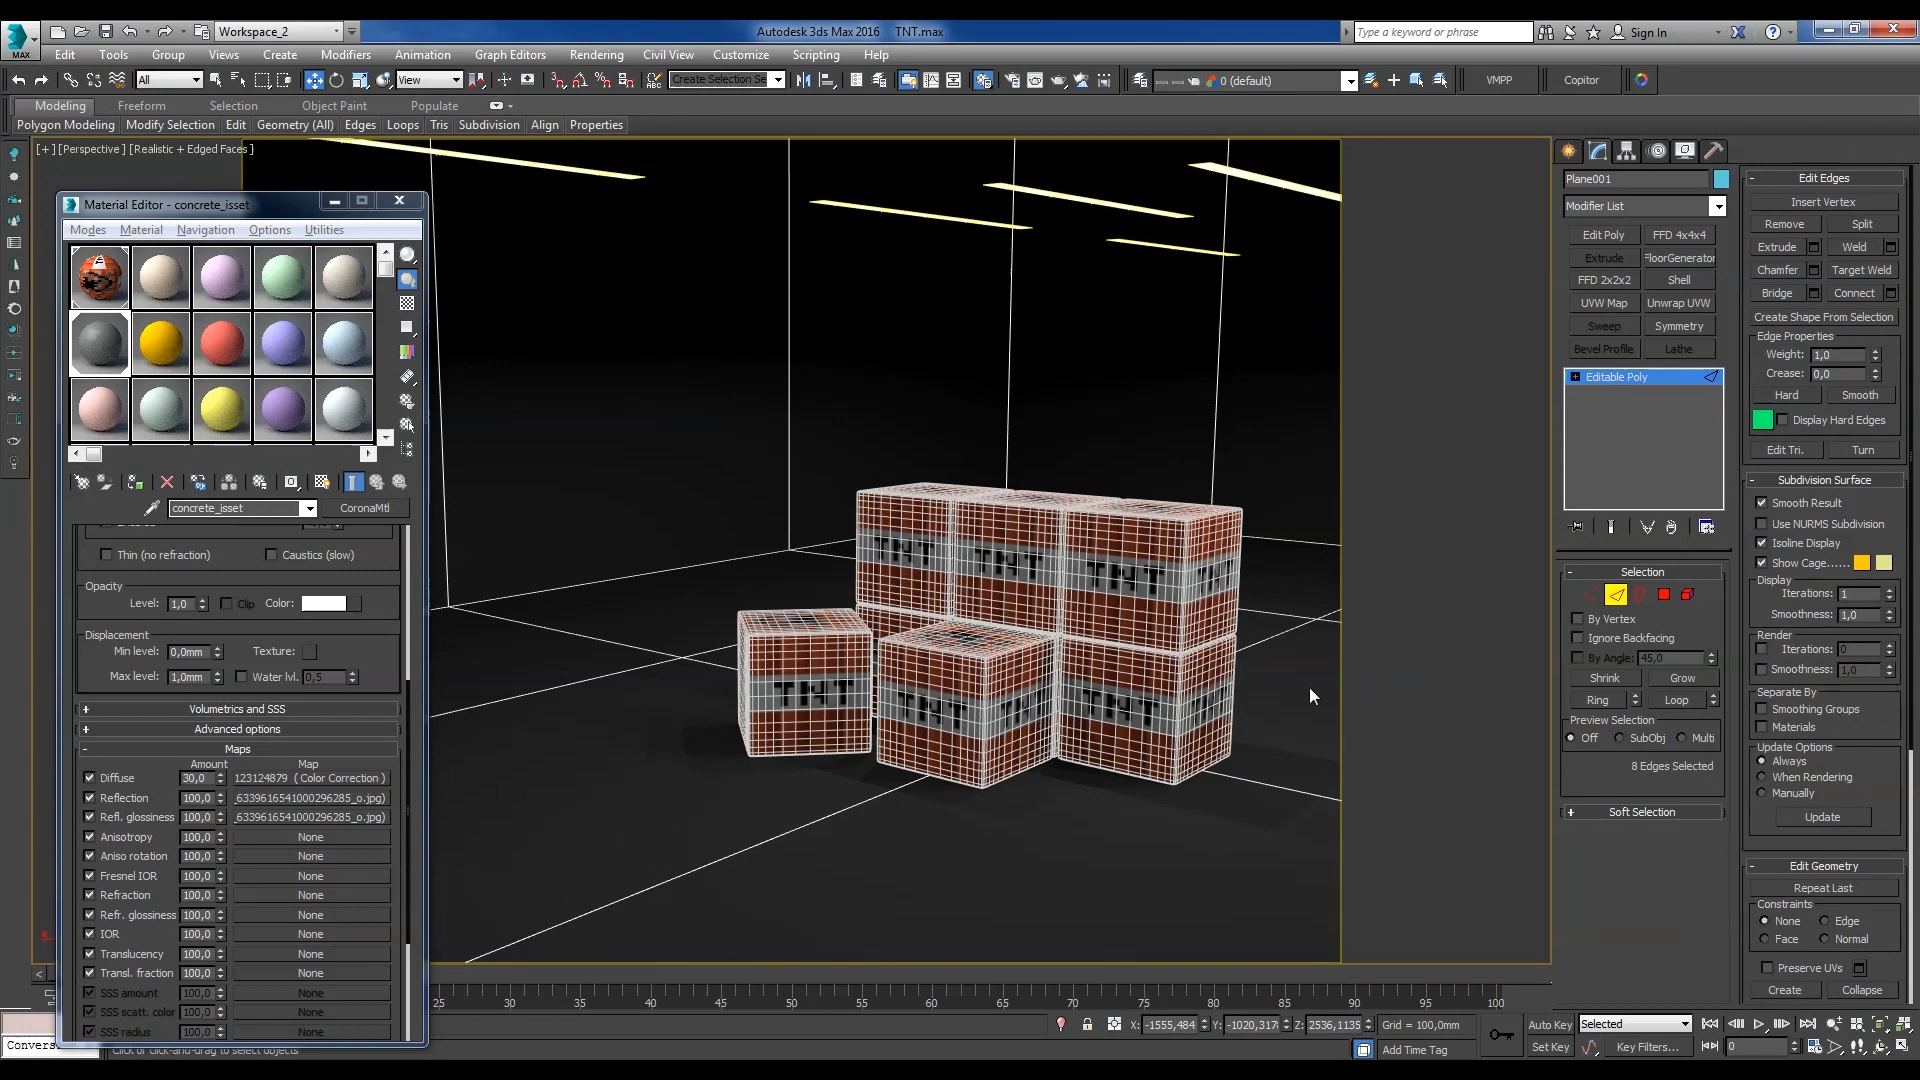 Workspace_2
Autodesk 3ds Max 2016    TNT.max
Type a keyword or phrase
Sign In
MAX
Edit Tools Group Views Create Modifiers Animation Graph Editors Rendering Civil View Customize Scripting Help
All
View
Create Selection Se
0 (default)
VMPP
Copitor
Modeling Freeform Selection Object Paint Populate
Polygon Modeling Modify Selection Edit Geometry (All) Edges Loops Tris Subdivision Align Properties
[+] [Perspective] [Realistic + Edged Faces]
Material Editor - concrete_isset
Modes Material Navigation Options Utilities
concrete_isset
CoronaMtl
Thin (no refraction) Caustics (slow)
Opacity
Level: 1,0 Clip Color:
Displacement
Min level: 0,0mm Texture:
Max level: 1,0mm Water lvl. 0,5
+ Volumetrics and SSS
+ Advanced options
- Maps
Amount Map
Diffuse 30,0 123124879 ( Color Correction )
Reflection 100,0 _6339616541000296285_o.jpg)
Refl. glossiness 100,0 _6339616541000296285_o.jpg)
Anisotropy 100,0 None
Aniso rotation 100,0 None
Fresnel IOR 100,0 None
Refraction 100,0 None
Refr. glossiness 100,0 None
IOR 100,0 None
Translucency 100,0 None
Transl. fraction 100,0 None
SSS amount 100,0 None
SSS scatt. color 100,0 None
SSS radius 100,0 None
TNT TNT TNT
TNT TNT TNT
Plane001
Modifier List
Edit Poly FFD 4x4x4
Extrude FloorGenerator
FFD 2x2x2 Shell
UVW Map Unwrap UVW
Sweep Symmetry
Bevel Profile Lathe
Editable Poly
- Selection
By Vertex
Ignore Backfacing
By Angle: 45,0
Shrink Grow
Ring Loop
Preview Selection
Off SubObj Multi
8 Edges Selected
+ Soft Selection
- Edit Edges
Insert Vertex
Remove Split
Extrude Weld
Chamfer Target Weld
Bridge Connect
Create Shape From Selection
Edge Properties
Weight: 1,0
Crease: 0,0
Hard Smooth
Display Hard Edges
Edit Tri. Turn
- Subdivision Surface
Smooth Result
Use NURMS Subdivision
Isoline Display
Show Cage......
Display
Iterations: 1
Smoothness: 1,0
Render
Iterations: 0
Smoothness: 1,0
Separate By
Smoothing Groups
Materials
Update Options
Always
When Rendering
Manually
Update
- Edit Geometry
Repeat Last
Constraints
None Edge
Face Normal
Preserve UVs
Create Collapse
25 30 35 40 45 50 55 60 65 70 75 80 85 90 95 100
X: -1555,484 Y: -1020,317 Z: 2536,1135 Grid = 100,0mm
Auto Key Selected
Convers
Click or click-and-drag to select objects
Add Time Tag
Set Key Key Filters...
0